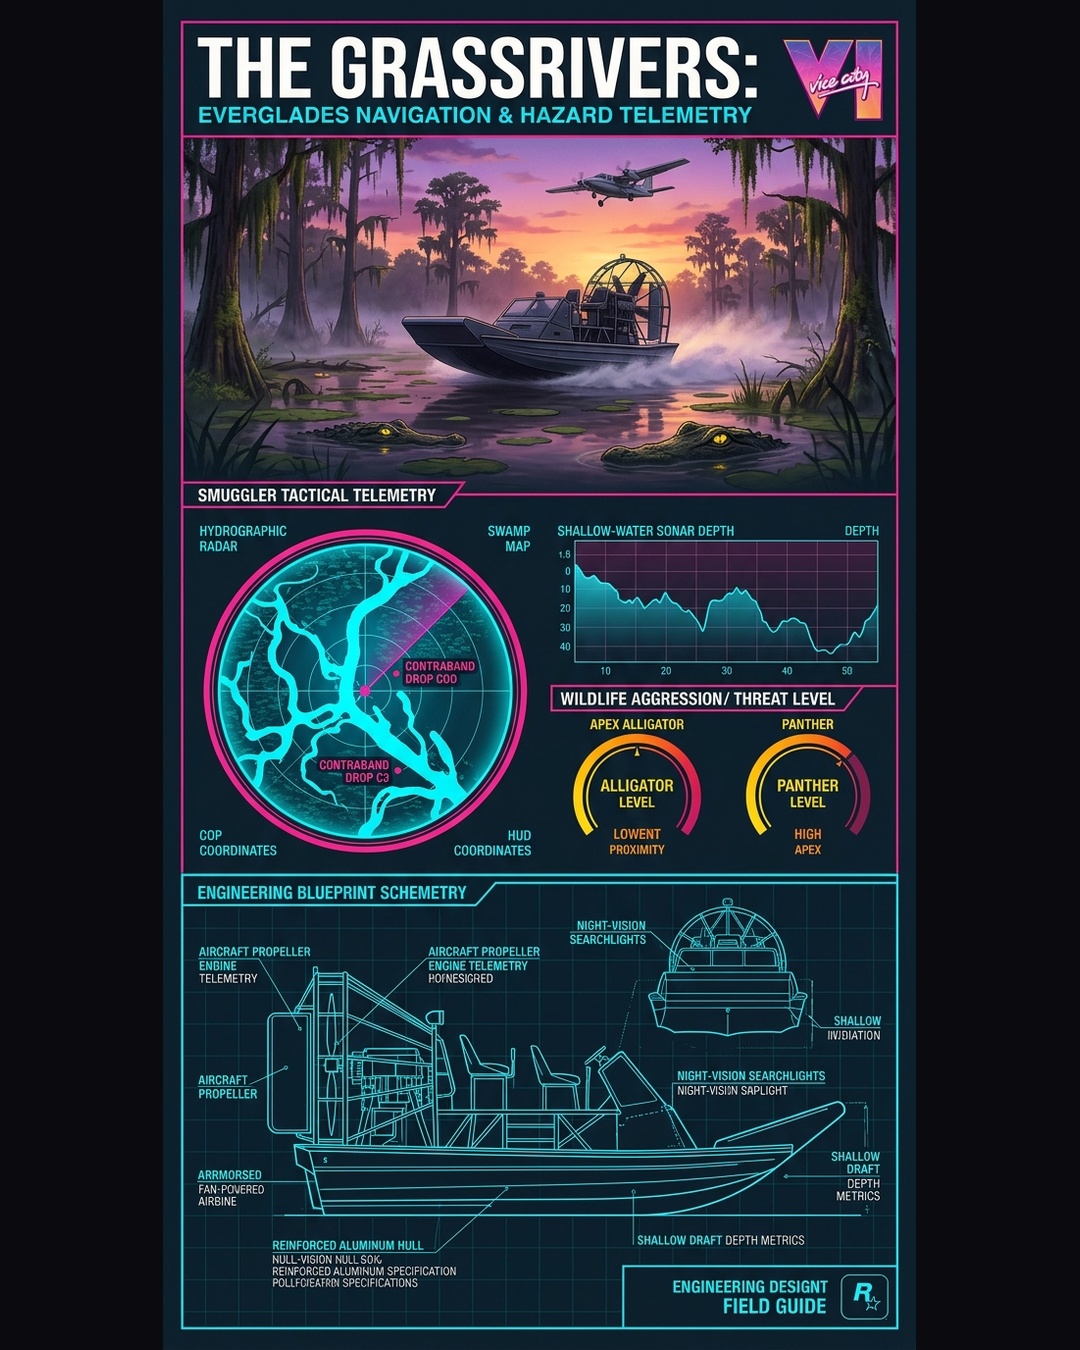 THE GRASSRIVERS:
EVERGLADES NAVIGATION & HAZARD TELEMETRY
VI
vice city
SMUGGLER TACTICAL TELEMETRY
HYDROGRAPHIC
RADAR
SWAMP
MAP
CONTRABAND
DROP C00
CONTRABAND
DROP C3
COP
COORDINATES
HUD
COORDINATES
SHALLOW-WATER SONAR DEPTH
DEPTH
1.5
0
10
20
30
40
10
20
30
40
50
WILDLIFE AGGRESSION/ THREAT LEVEL
APEX ALLIGATOR
ALLIGATOR
LEVEL
LOWENT
PROXIMITY
PANTHER
PANTHER
LEVEL
HIGH
APEX
ENGINEERING BLUEPRINT SCHEMETRY
AIRCRAFT PROPELLER
ENBINE
TELEMETRY
AIRCRAFT PROPELLER
ENGINE TELEMETRY
NIGHT-VISION
SEARCHLIGHTS
SHALLOW
AIRCRAFT
PROPELLER
NIGHT-VISION SEARCHLIGHTS
NIGHT-VISION SAPLIGHT
ARRMORSED
FAN-POWERED
AIRBINE
S
SHALLOW
DRAFT
DEPTH
METRICS
REINFORCED ALUMINUM HULL
NULL-VISION NULL SOK
REINFORCED ALUMINUM SPECIFICATION
SPECIFICATIONS
SHALLOW DRAFT DEPTH METRICS
ENGINEERING DESIGNT
FIELD GUIDE
R